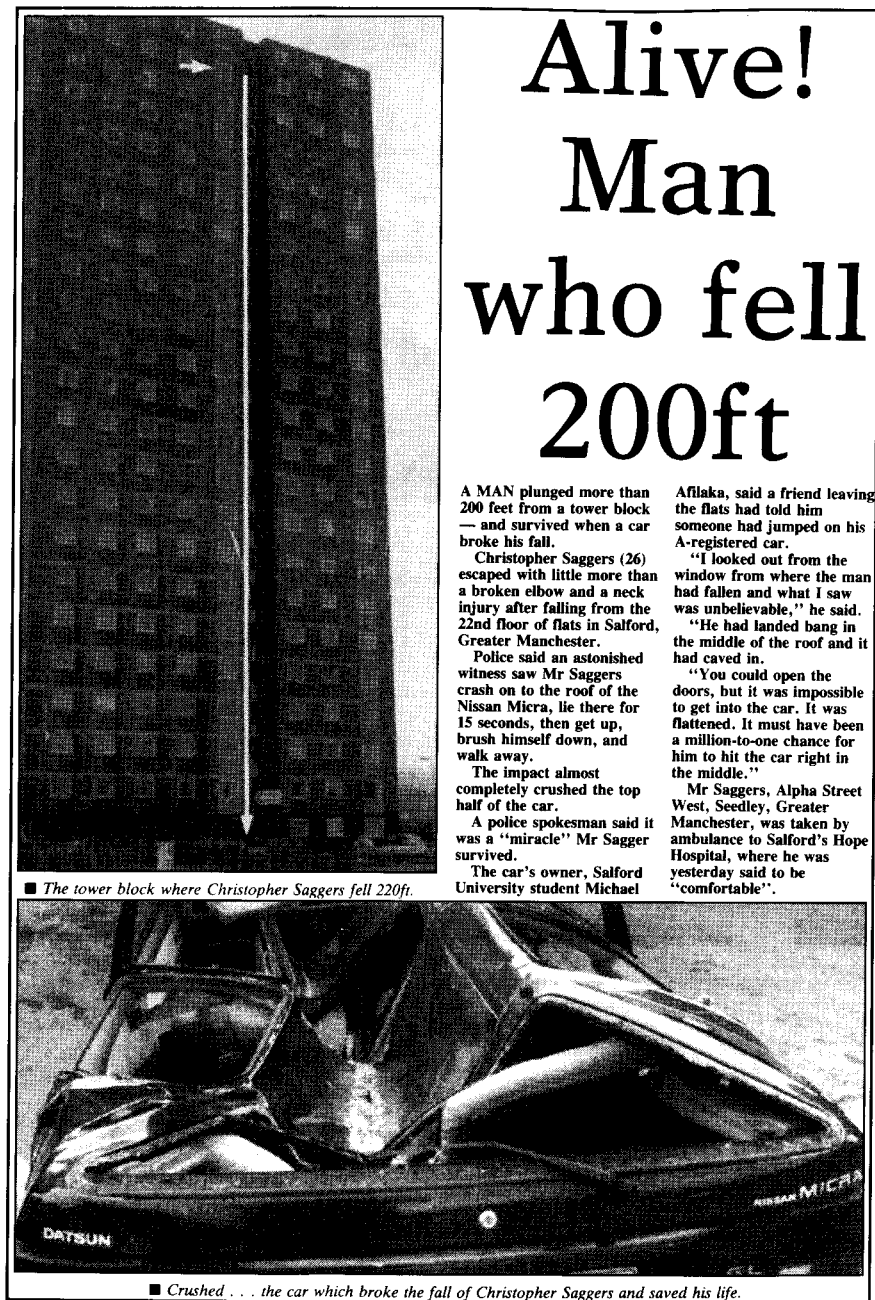 Alive!
Man
who fell
200ft
A MAN plunged more than
200 feet from a tower block
— and survived when a car
broke his fall.
Christopher Saggers (26)
escaped with little more than
a broken elbow and a neck
injury after falling from the
22nd floor of flats in Salford,
Greater Manchester.
Police said an astonished
witness saw Mr Saggers
crash on to the roof of the
Nissan Micra, lie there for
15 seconds, then get up,
brush himself down, and
walk away.
The impact almost
completely crushed the top
half of the car.
A police spokesman said it
was a “miracle” Mr Sagger
survived.
The car’s owner, Salford
University student Michael
Afilaka, said a friend leaving
the flats had told him
someone had jumped on his
A-registered car.
“I looked out from the
window from where the man
had fallen and what I saw
was unbelievable,” he said.
“He had landed bang in
the middle of the roof and it
had caved in.
“You could open the
doors, but it was impossible
to get into the car. It was
flattened. It must have been
a million-to-one chance for
him to hit the car right in
the middle.”
Mr Saggers, Alpha Street
West, Seedley, Greater
Manchester, was taken by
ambulance to Salford’s Hope
Hospital, where he was
yesterday said to be
“comfortable”.
■ The tower block where Christopher Saggers fell 220ft.
DATSUN
NISSAN MICRA
■ Crushed . . . the car which broke the fall of Christopher Saggers and saved his life.